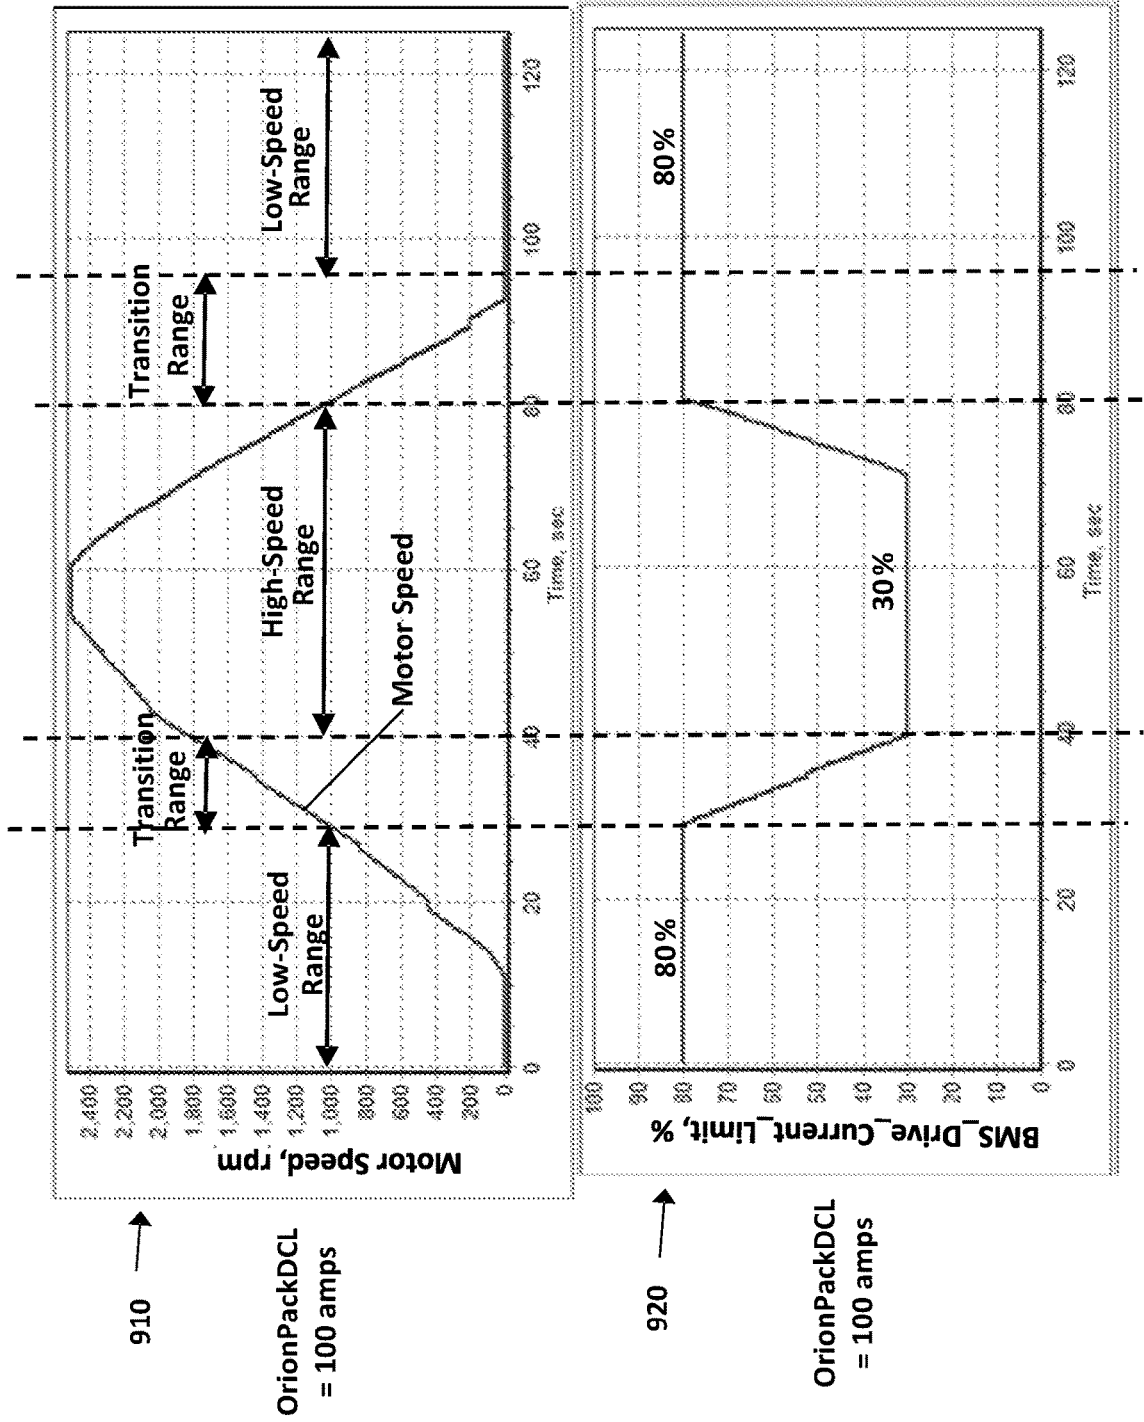 910
OrionPackDCL
= 100 amps
Motor Speed, rpm
2,400
2,200
2,000
1,800
1,600
1,400
1,200
1,000
800
600
400
200
0
Low-Speed
Range
Transition
Range
High-Speed
Range
Transition
Range
Low-Speed
Range
Motor Speed
0
20
40
60
80
100
120
Time, sec
920
OrionPackDCL
= 100 amps
BMS_Drive_Current_Limit, %
100
90
80
70
60
50
40
30
20
10
0
80%
30%
80%
0
20
40
60
80
100
120
Time, sec